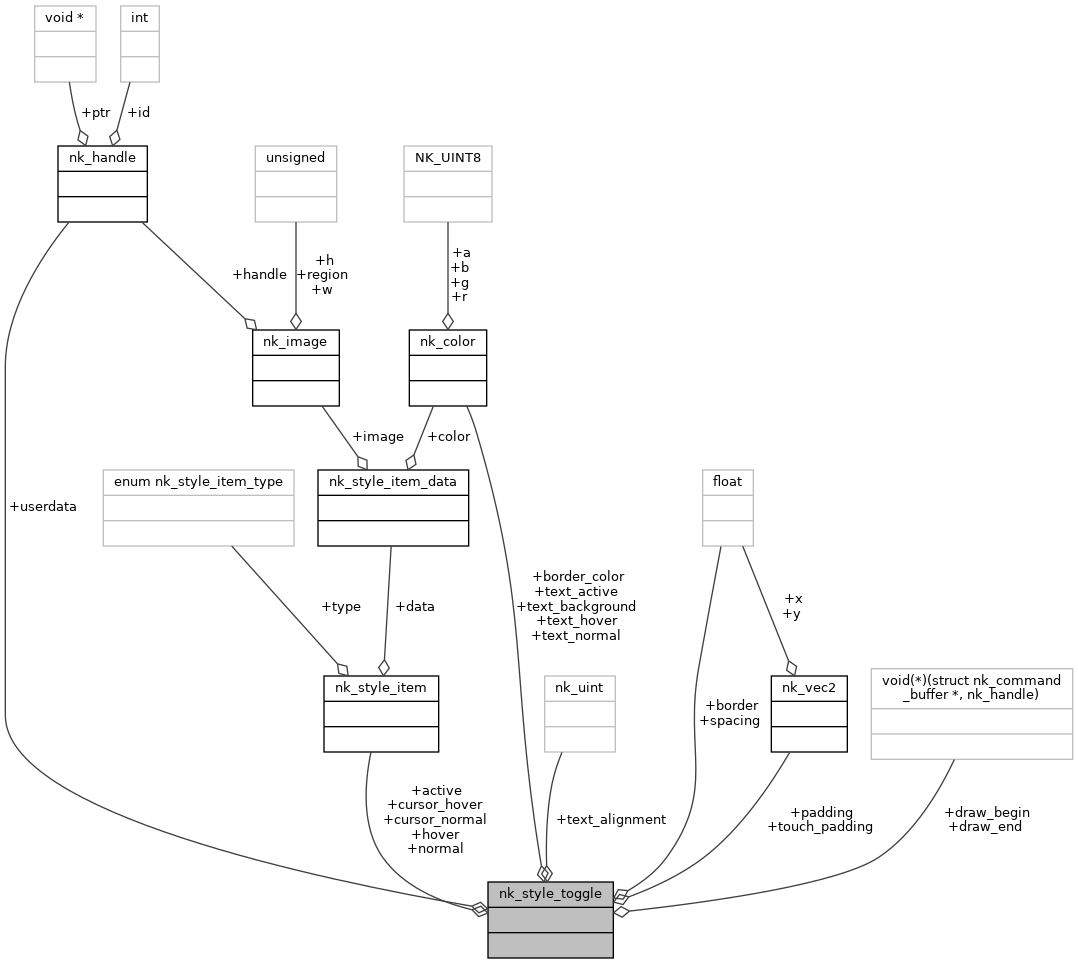 void *
int
+ptr
+id
nk_handle
unsigned
NK_UINT8
+handle
+h
+region
+w
+a
+b
+g
+r
nk_image
nk_color
+image
+color
enum nk_style_item_type
nk_style_item_data
float
+userdata
+type
+data
+border_color
+text_active
+text_background
+text_hover
+text_normal
+x
+y
nk_style_item
nk_uint
nk_vec2
void(*)(struct nk_command
_buffer *, nk_handle)
+border
+spacing
+active
+cursor_hover
+cursor_normal
+hover
+normal
+text_alignment
+padding
+touch_padding
+draw_begin
+draw_end
nk_style_toggle